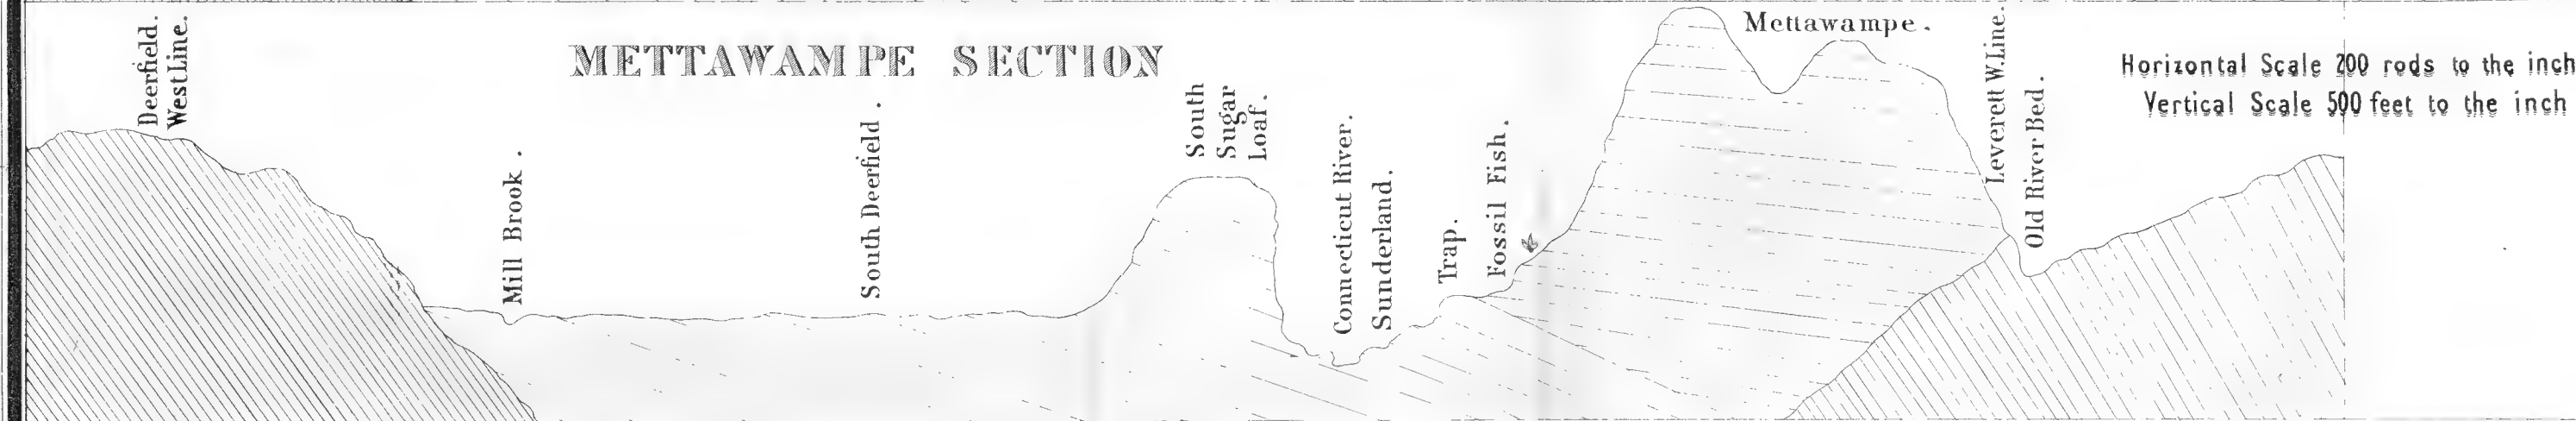 METTAWAMPE SECTION
Deerfield.
West Line.
Mill Brook.
South Deerfield.
South
Sugar
Loaf.
Connecticut River.
Sunderland.
Trap.
Fossil Fish.
Mettawampe.
Leverett W. Line.
Old River Bed.
Horizontal Scale 200 rods to the inch
Vertical Scale 500 feet to the inch